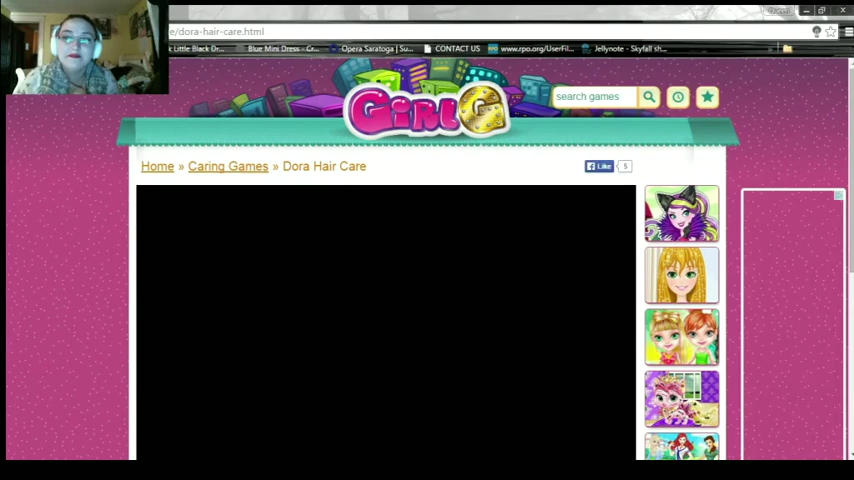 e/dora-hair-care.html
k Little Black Dr...
Blue Mini Dress - Cr...
Opera Saratoga | Su...
CONTACT US
www.rpo.org/UserFil...
Jellynote - Skyfall sh...
GirlG
search games
Home » Caring Games » Dora Hair Care
Like
5